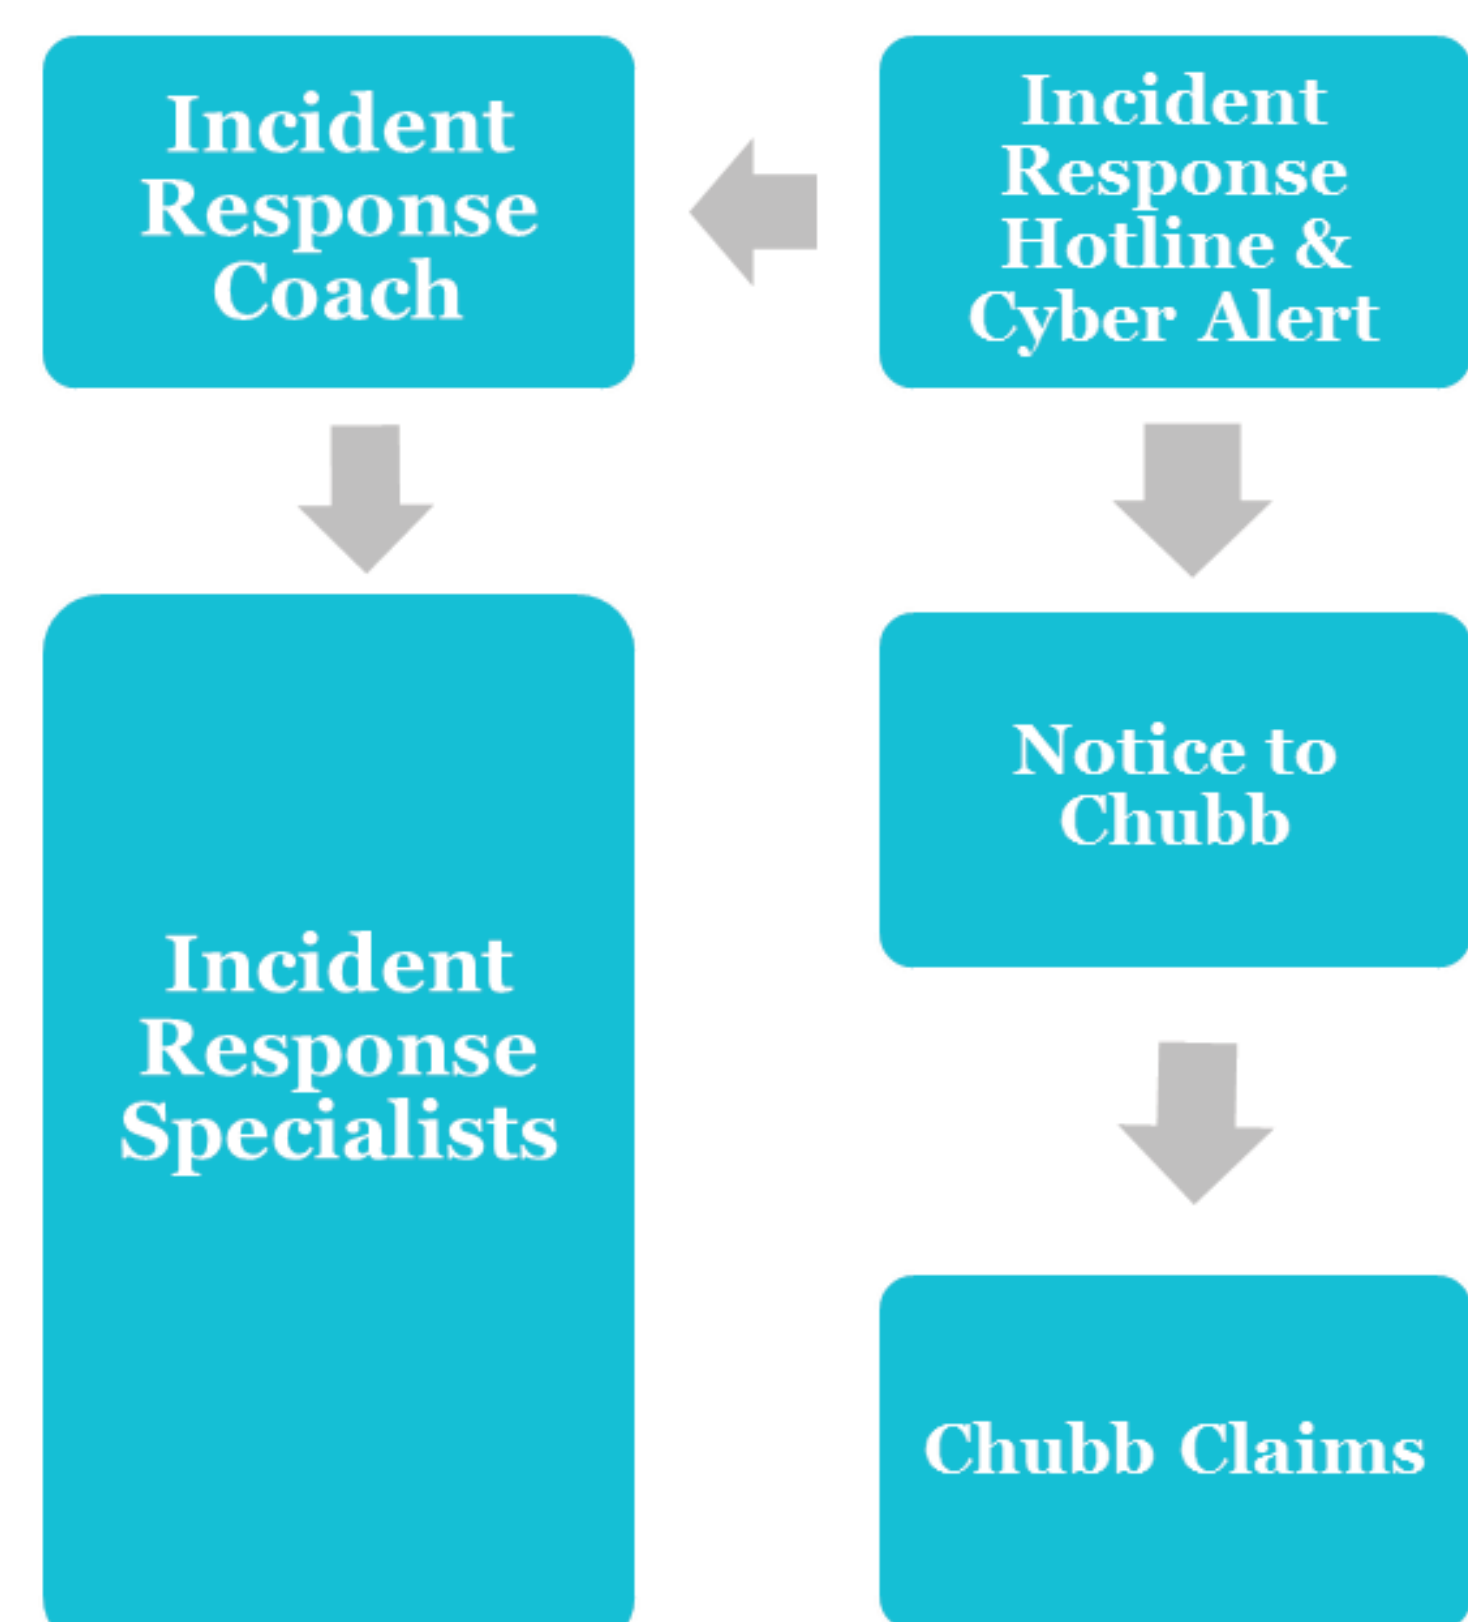 Incident
Response
Coach
Incident
Response
Hotline &
Cyber Alert
Incident
Response
Specialists
Notice to
Chubb
Chubb Claims